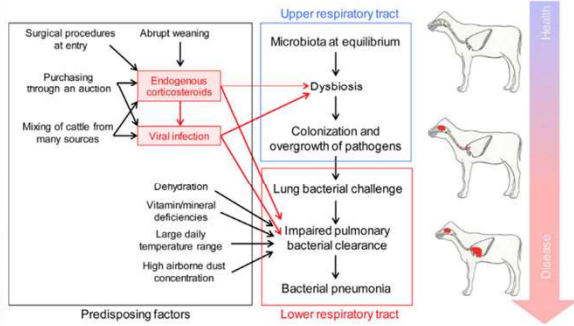 Upper respiratory tract
Surgical procedures
at entry
Abrupt weaning
Purchasing
through an auction
Mixing of cattle from
many sources
Endogenous
corticosteroids
Viral infection
Dehydration
Vitamin/mineral
deficiencies
Large daily
temperature range
High airborne dust
concentration
Predisposing factors
Microbiota at equilibrium
Dysbiosis
Colonization and
overgrowth of pathogens
Lung bacterial challenge
Impaired pulmonary
bacterial clearance
Bacterial pneumonia
Lower respiratory tract
Health
Disease